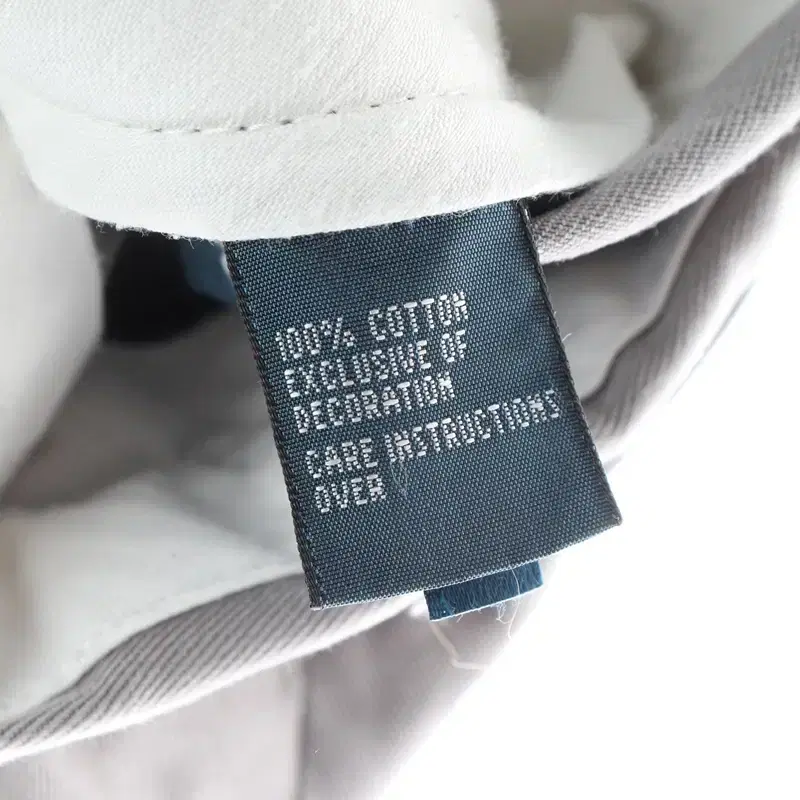 100% COTTON
EXCLUSIVE OF
DECORATION
CARE INSTRUCTIONS
OVER